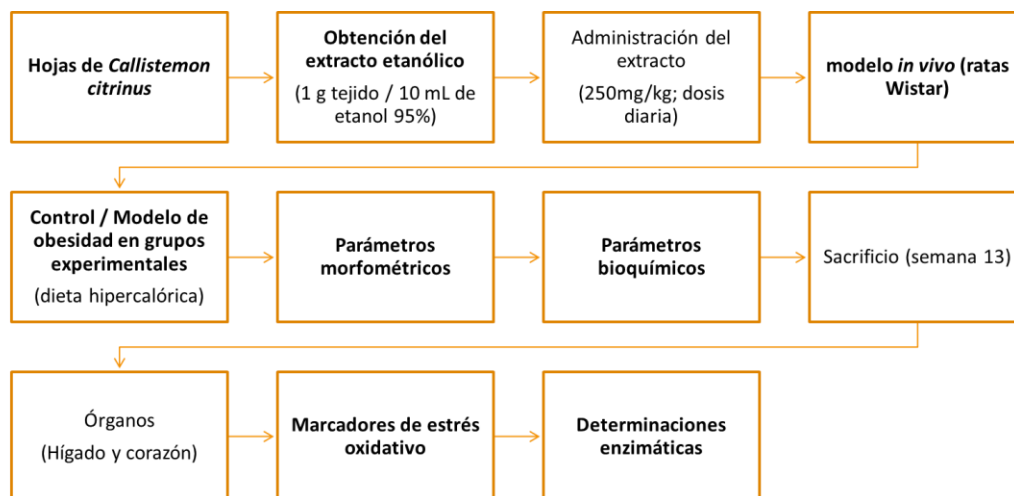 Hojas de Callistemon
citrinus
Obtención del
extracto etanólico
(1 g tejido / 10 mL de
etanol 95%)
Administración del
extracto
(250mg/kg; dosis
diaria)
modelo in vivo (ratas
Wistar)
Control / Modelo de
obesidad en grupos
experimentales
(dieta hipercalórica)
Parámetros
morfométricos
Parámetros
bioquímicos
Sacrificio (semana 13)
Órganos
(Hígado y corazón)
Marcadores de estrés
oxidativo
Determinaciones
enzimáticas